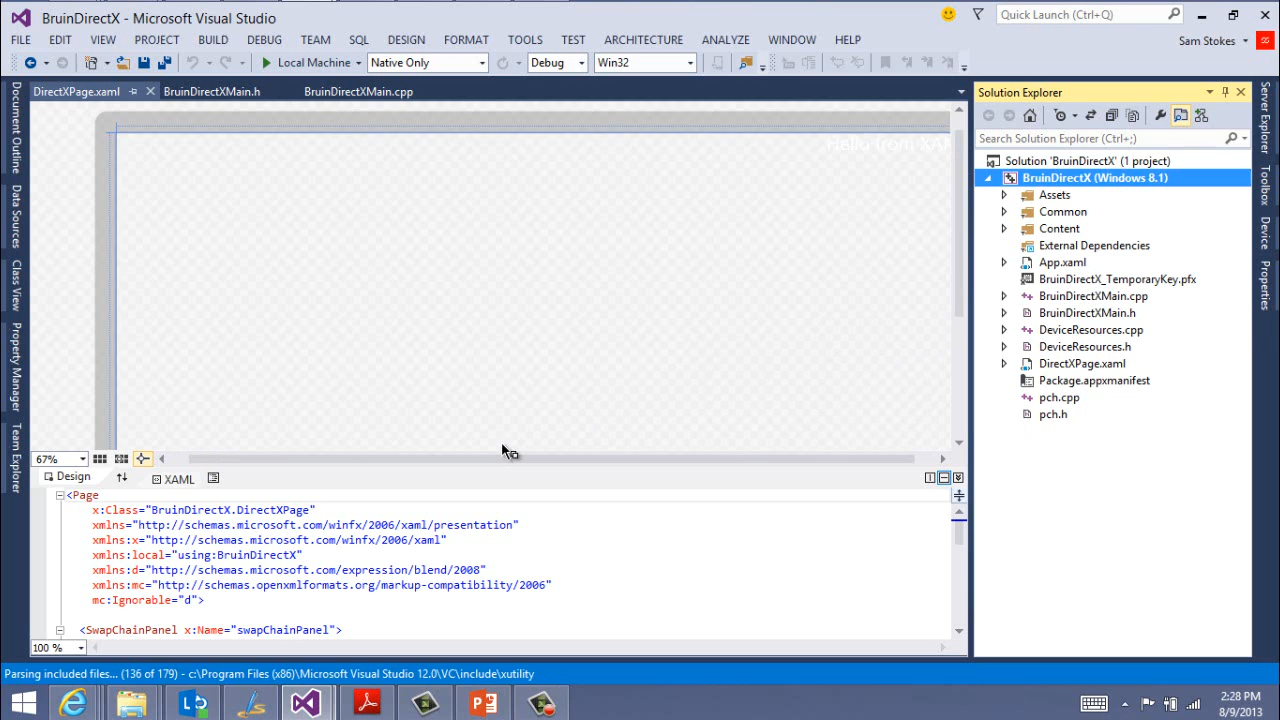 BruinDirectX - Microsoft Visual Studio
Quick Launch (Ctrl+Q)
FILE EDIT VIEW PROJECT BUILD DEBUG TEAM SQL DESIGN FORMAT TOOLS TEST ARCHITECTURE ANALYZE WINDOW HELP
Sam Stokes
SS
Local Machine
Native Only
Debug
Win32
DirectXPage.xaml
BruinDirectXMain.h
BruinDirectXMain.cpp
Document Outline
Data Sources
Class View
Property Manager
Team Explorer
Hello from XAM
67%
Design
XAML
<Page
x:Class="BruinDirectX.DirectXPage"
xmlns="http://schemas.microsoft.com/winfx/2006/xaml/presentation"
xmlns:x="http://schemas.microsoft.com/winfx/2006/xaml"
xmlns:local="using:BruinDirectX"
xmlns:d="http://schemas.microsoft.com/expression/blend/2008"
xmlns:mc="http://schemas.openxmlformats.org/markup-compatibility/2006"
mc:Ignorable="d">
<SwapChainPanel x:Name="swapChainPanel">
100 %
Solution Explorer
Search Solution Explorer (Ctrl+;)
Solution 'BruinDirectX' (1 project)
BruinDirectX (Windows 8.1)
Assets
Common
Content
External Dependencies
App.xaml
BruinDirectX_TemporaryKey.pfx
BruinDirectXMain.cpp
BruinDirectXMain.h
DeviceResources.cpp
DeviceResources.h
DirectXPage.xaml
Package.appxmanifest
pch.cpp
pch.h
Server Explorer
Toolbox
Device
Properties
Parsing included files... (136 of 179) - c:\Program Files (x86)\Microsoft Visual Studio 12.0\VC\include\xutility
2:28 PM
8/9/2013